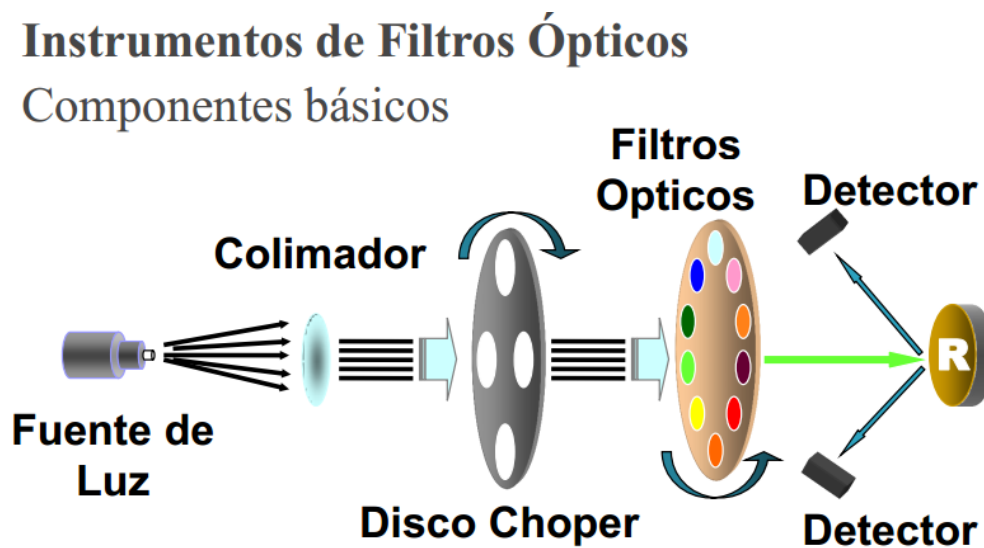 Instrumentos de Filtros Ópticos
Componentes básicos
Filtros
Opticos
Detector
Colimador
R
Fuente de
Luz
Disco Choper
Detector